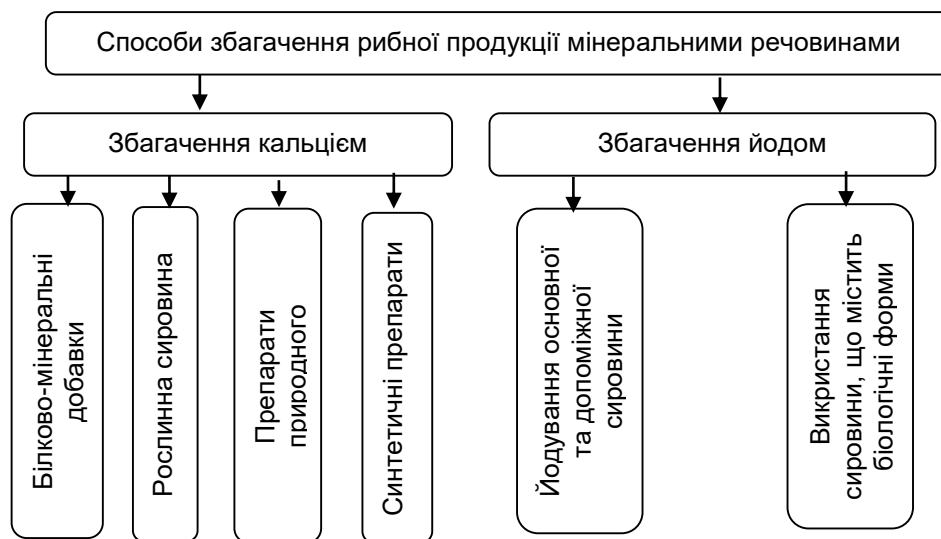 Способи збагачення рибної продукції мінеральними речовинами
Збагачення кальцієм
Збагачення йодом
Білково-мінеральні
добавки
Рослинна сировина
Препарати
природного
Синтетичні препарати
Йодування основної
та допоміжної
сировини
Викристання
сировини, що містить
біологічні форми